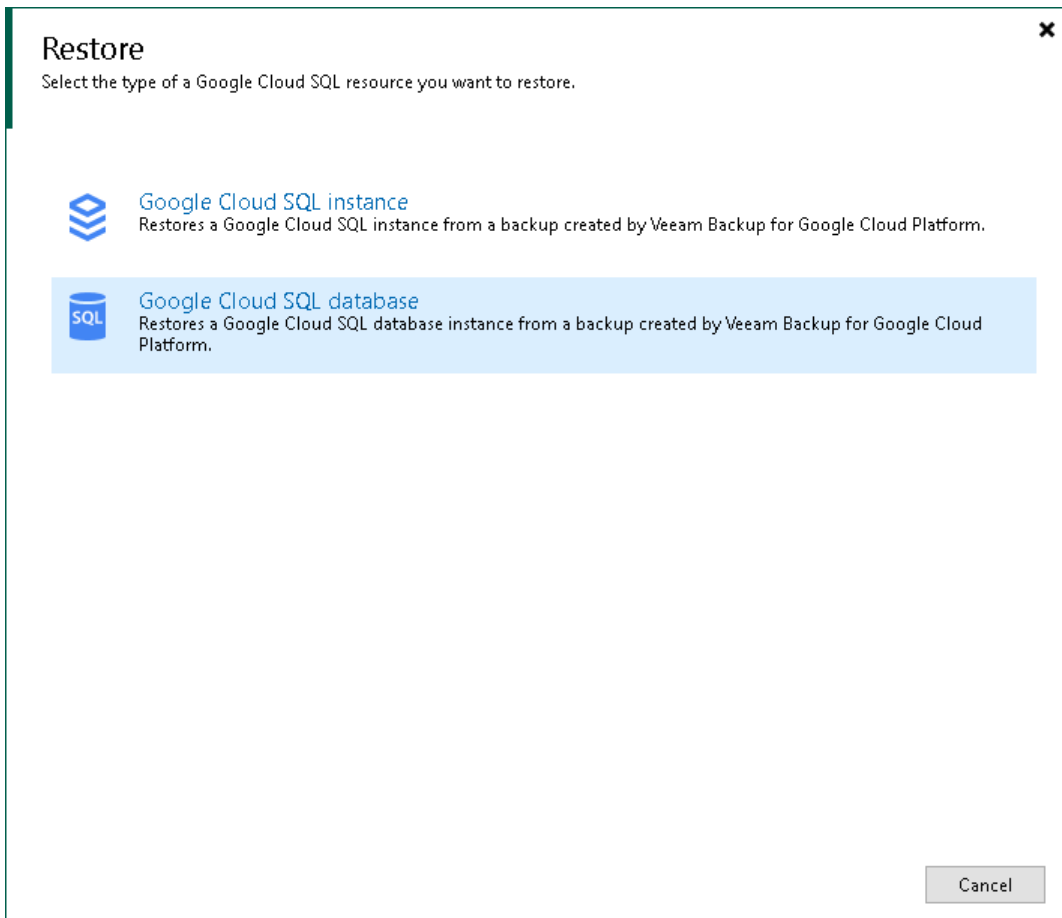 Restore
Select the type of a Google Cloud SQL resource you want to restore.
Google Cloud SQL instance
Restores a Google Cloud SQL instance from a backup created by Veeam Backup for Google Cloud Platform.
SQL
Google Cloud SQL database
Restores a Google Cloud SQL database instance from a backup created by Veeam Backup for Google Cloud
Platform.
Cancel